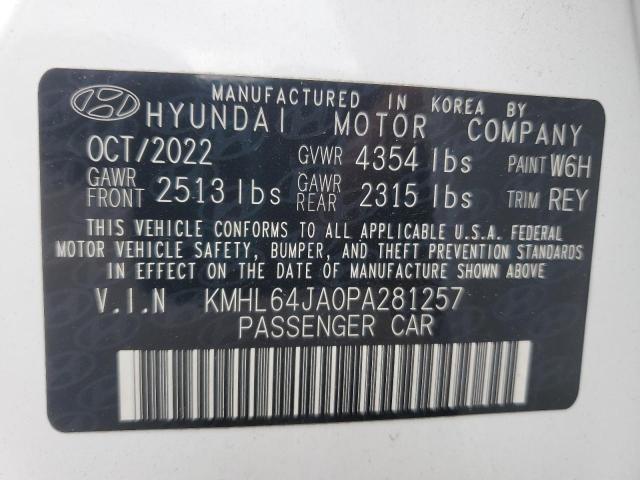 MANUFACTURED IN KOREA BY
HYUNDAI MOTOR COMPANY
OCT/2022 GVWR 4354 lbs PAINT W6H
GAWR FRONT 2513 lbs GAWR REAR 2315 lbs TRIM REY
THIS VEHICLE CONFORMS TO ALL APPLICABLE U.S.A. FEDERAL
MOTOR VEHICLE SAFETY, BUMPER, AND THEFT PREVENTION STANDARDS
IN EFFECT ON THE DATE OF MANUFACTURE SHOWN ABOVE
V.I.N KMHL64JA0PA281257
PASSENGER CAR